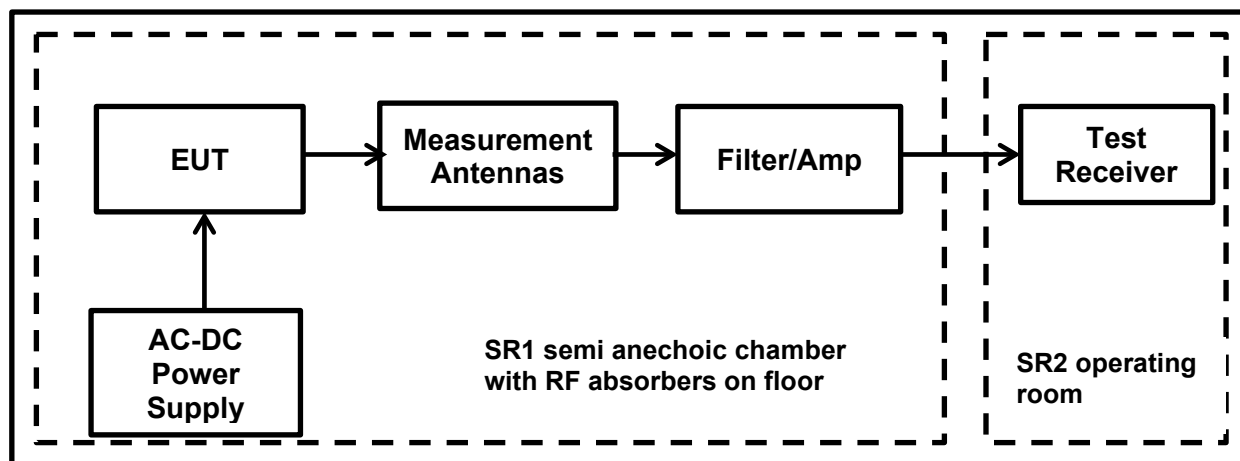 EUT
Measurement
Antennas
Filter/Amp
Test
Receiver
AC-DC
Power
Supply
SR1 semi anechoic chamber
with RF absorbers on floor
SR2 operating
room